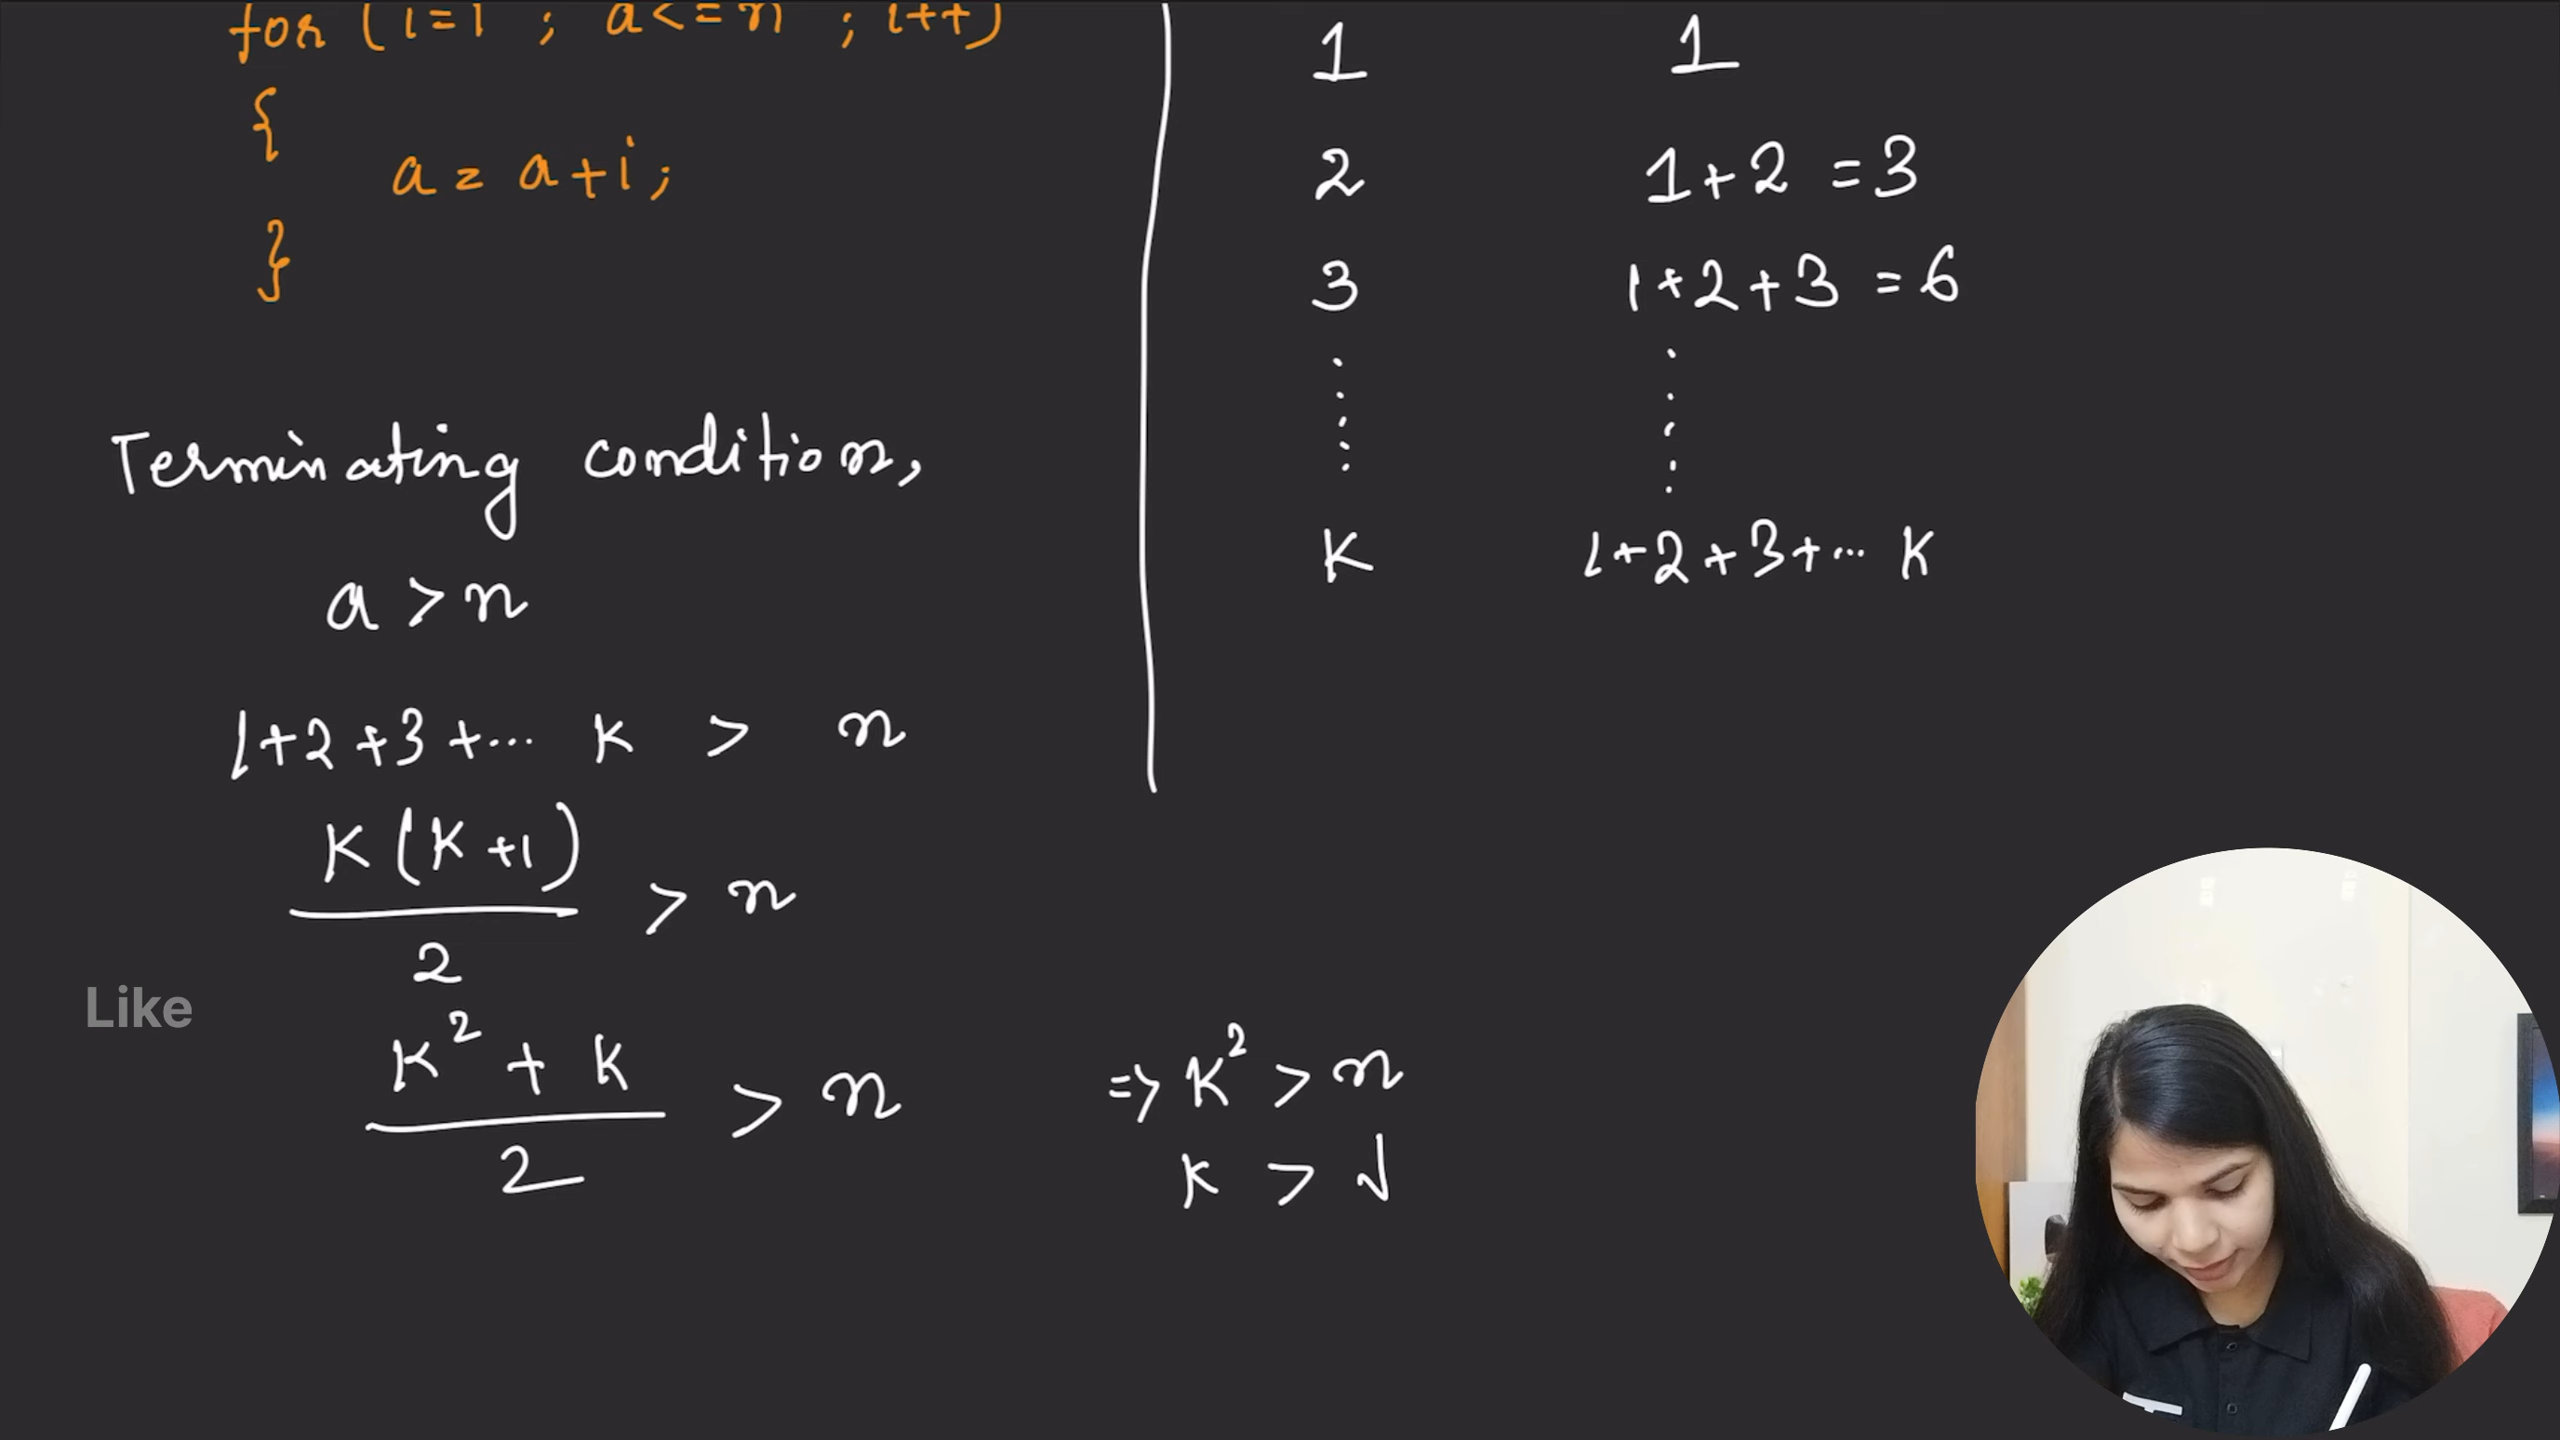 for (i=1 ; a<=n ; i++)
{
a = a+i;
}
Terminating condition,
a > n
1+2+3+... K > n
K(K+1)
2
> n
K² + K
2
> n
=> K² > n
K > √
1 1
2 1+2 =3
3 1+2+3 =6
K 1+2+3+... K
Like